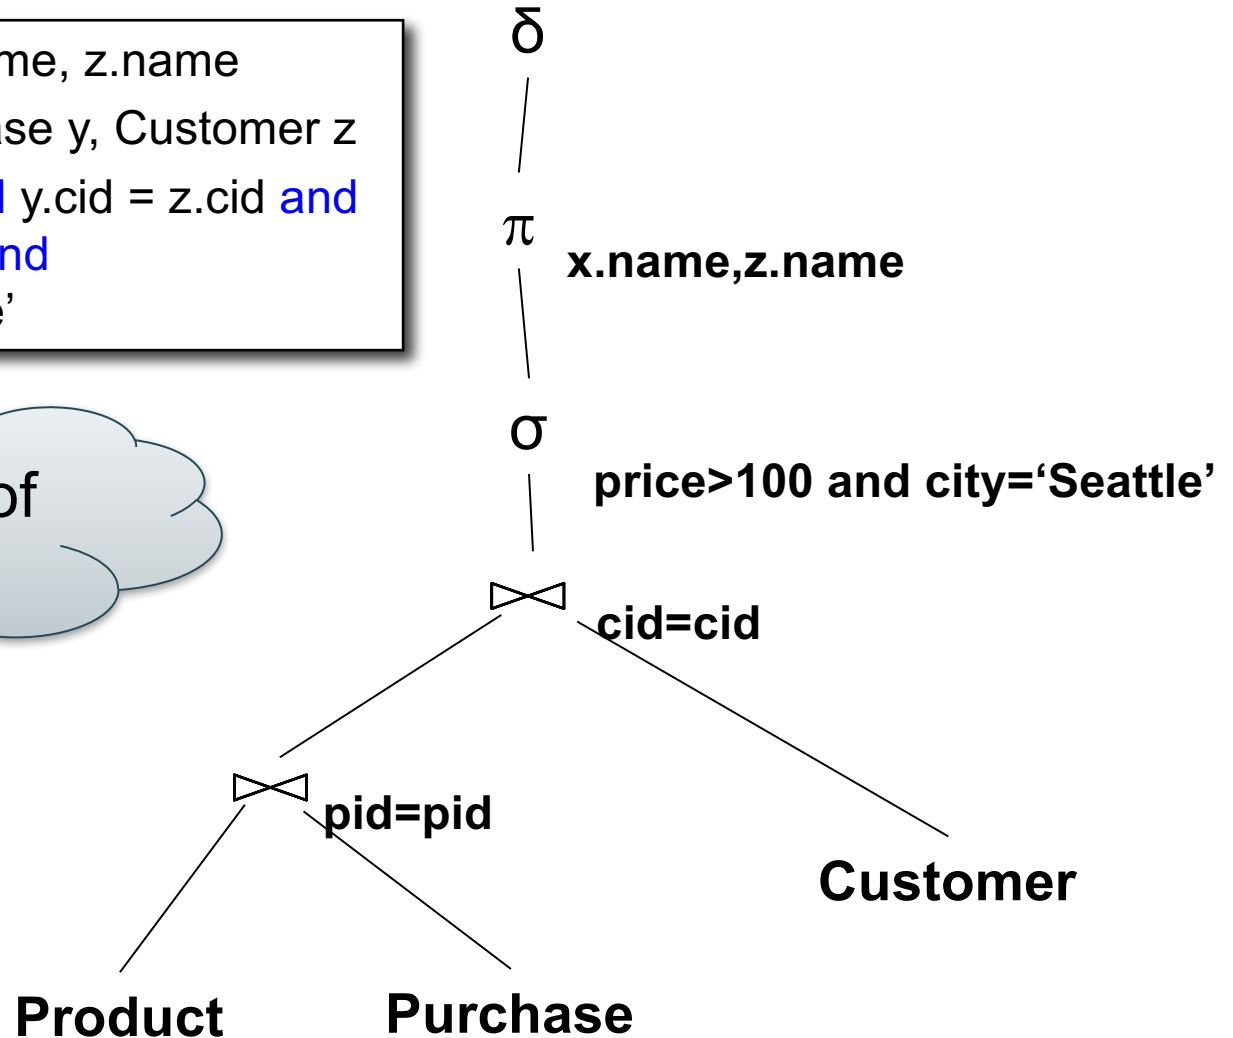 me, z.name
ase y, Customer z
y.cid = z.cid and
nd
e’
of
δ
π
x.name,z.name
σ
price>100 and city=‘Seattle’
⋈
cid=cid
⋈
pid=pid
Customer
Product
Purchase